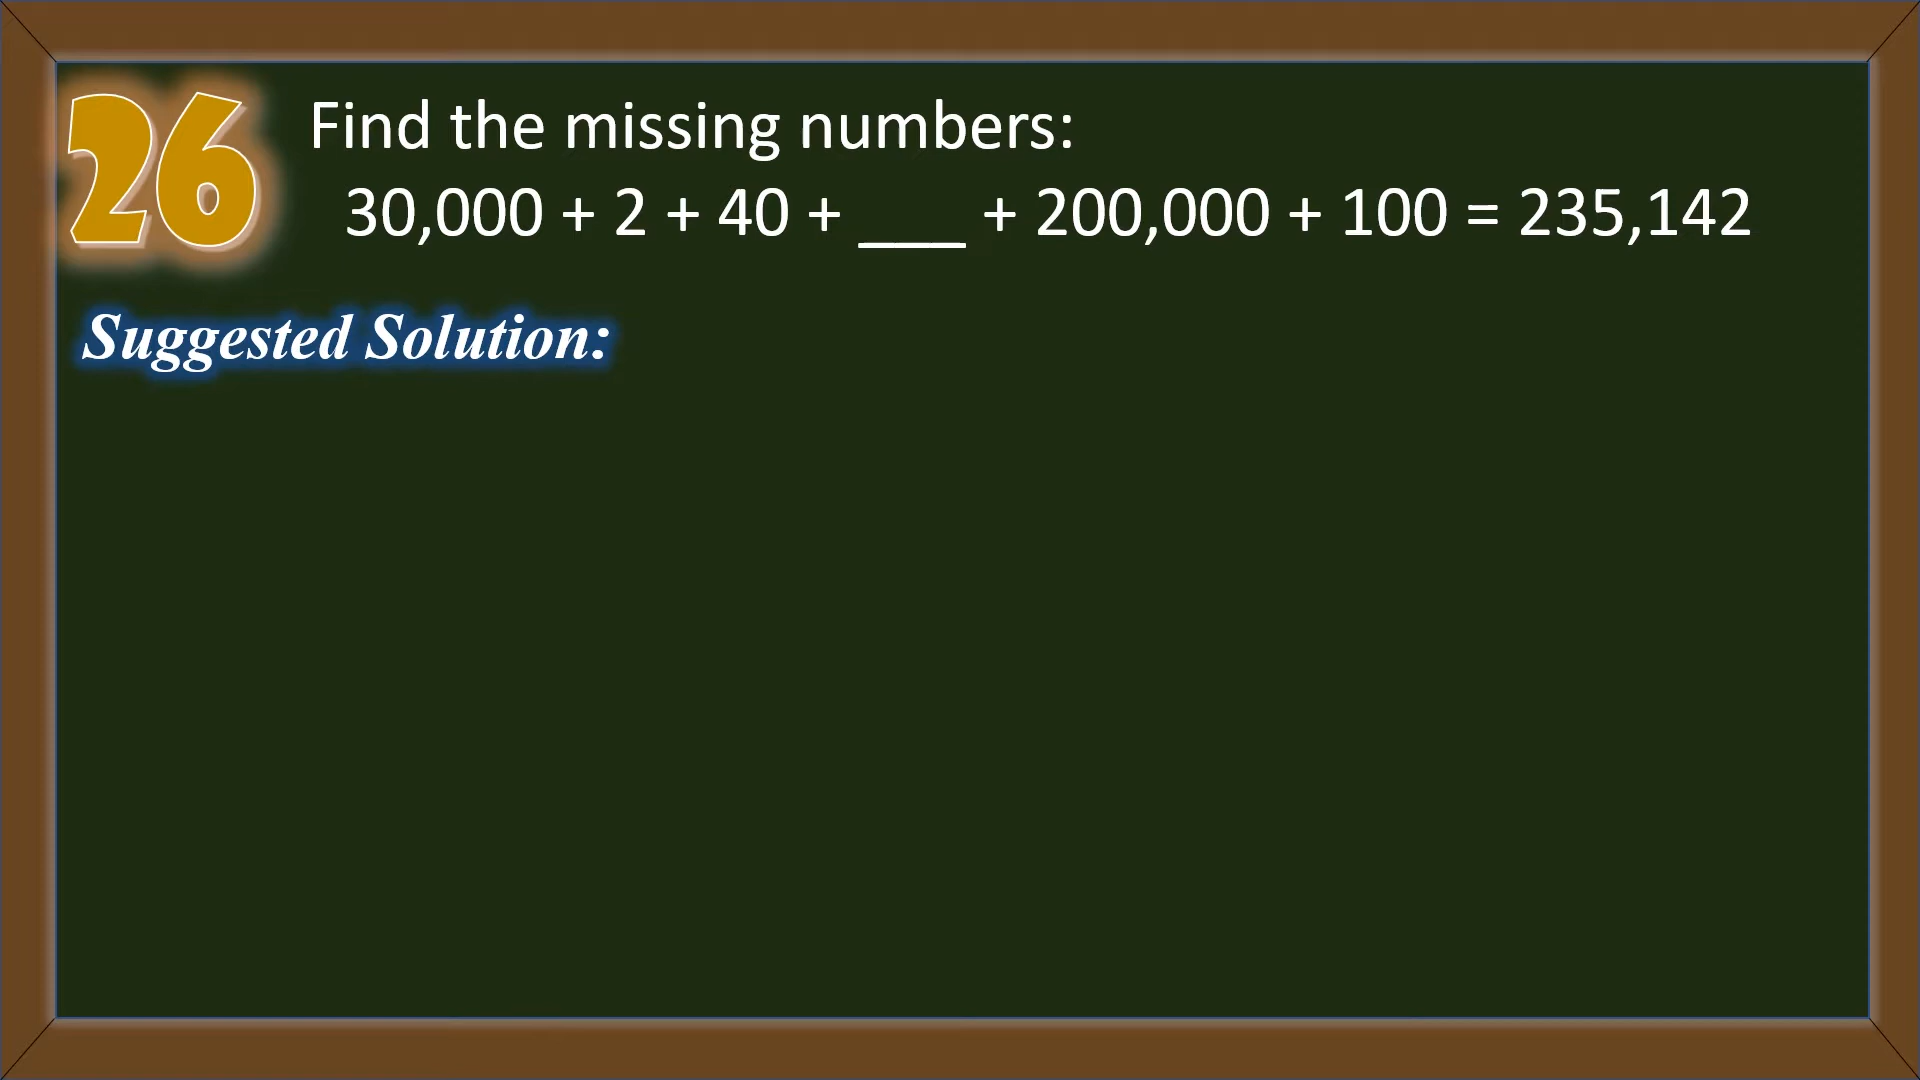 26
Find the missing numbers:
30,000 + 2 + 40 + ___ + 200,000 + 100 = 235,142
Suggested Solution: